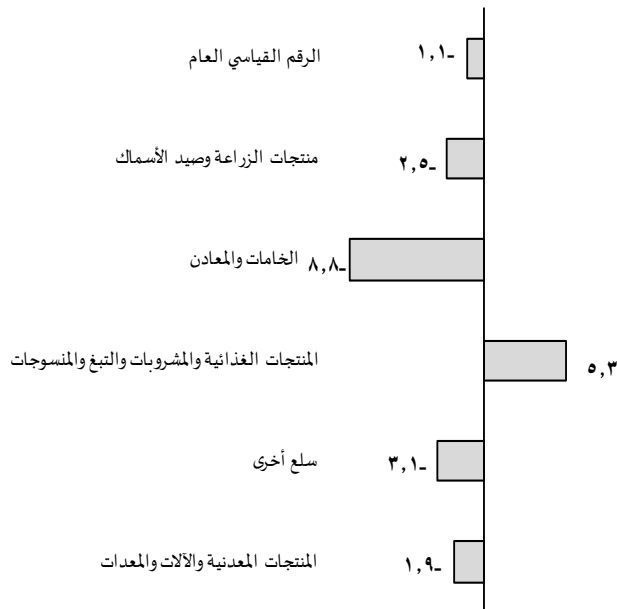 الرقم القياسي العام -١,١
منتجات الزراعة وصيد الأسماك -٢,٥
الخامات والمعادن -٨,٨
المنتجات الغذائية والمشروبات والتبغ والمنسوجات ٥,٣
سلع أخرى -٣,١
المنتجات المعدنية والآلات والمعدات -١,٩